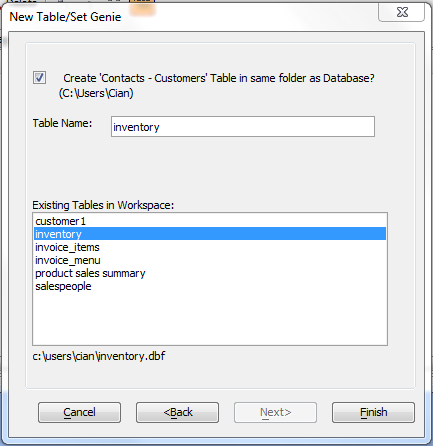 New Table/Set Genie
Create 'Contacts - Customers' Table in same folder as Database?
(C:\Users\Cian)
Table Name:
inventory
Existing Tables in Workspace:
customer1
inventory
invoice_items
invoice_menu
product sales summary
salespeople
c:\users\cian\inventory.dbf
Cancel
<Back
Next>
Finish